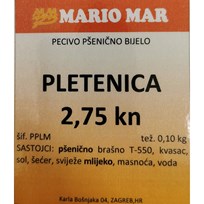 MARIO MAR
PECIVO PŠENIČNO BIJELO
PLETENICA
2,75 kn
šif. PPLM tež. 0,10 kg
SASTOJCI: pšenično brašno T-550, kvasac,
sol, šećer, svježe mlijeko, masnoća, voda
Karla Bošnjaka 04, ZAGREB,HR